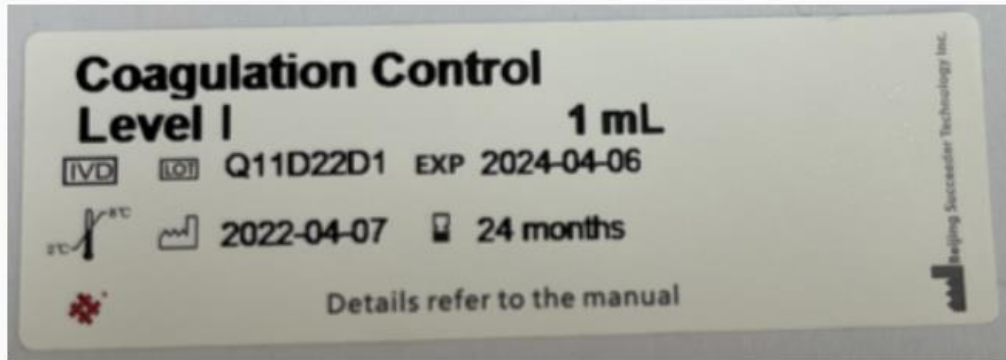 Coagulation Control
Level I 1 mL
IVD LOT Q11D22D1 EXP 2024-04-06
8°C
2022-04-07 24 months
Details refer to the manual
Beijing Succeeder Technology Inc.